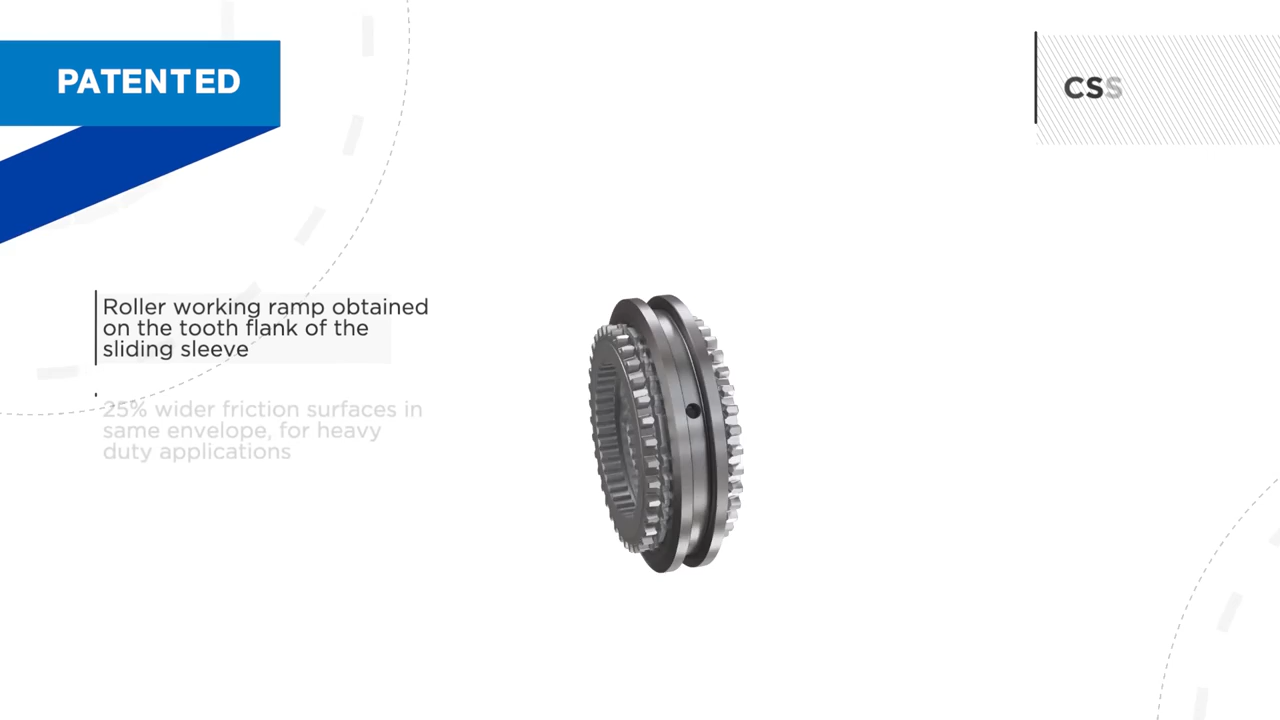 PATENTED
CSS
Roller working ramp obtained
on the tooth flank of the
sliding sleeve
25% wider friction surfaces in
same envelope, for heavy
duty applications